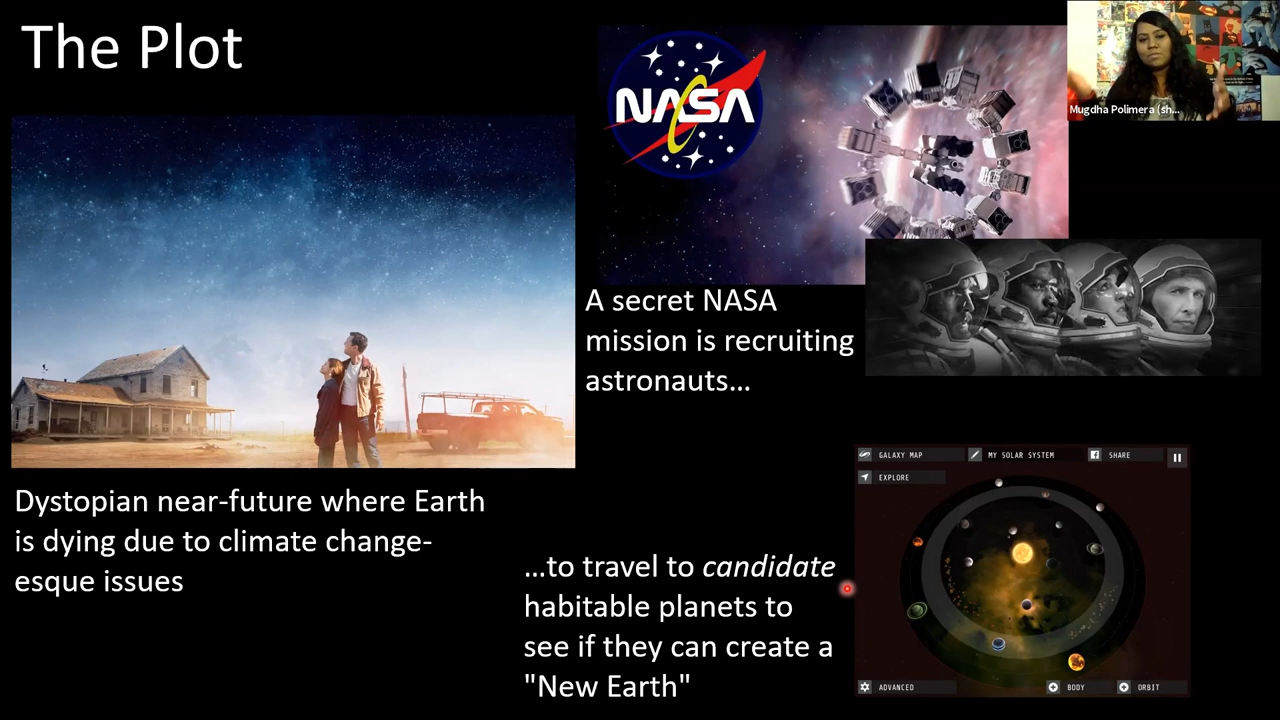 The Plot
NASA
Mugdha Polimera (sh...
A secret NASA
mission is recruiting
astronauts...
Dystopian near-future where Earth
is dying due to climate change-
esque issues
...to travel to candidate
habitable planets to
see if they can create a
"New Earth"
GALAXY MAP
MY SOLAR SYSTEM
SHARE
EXPLORE
ADVANCED
BODY
ORBIT